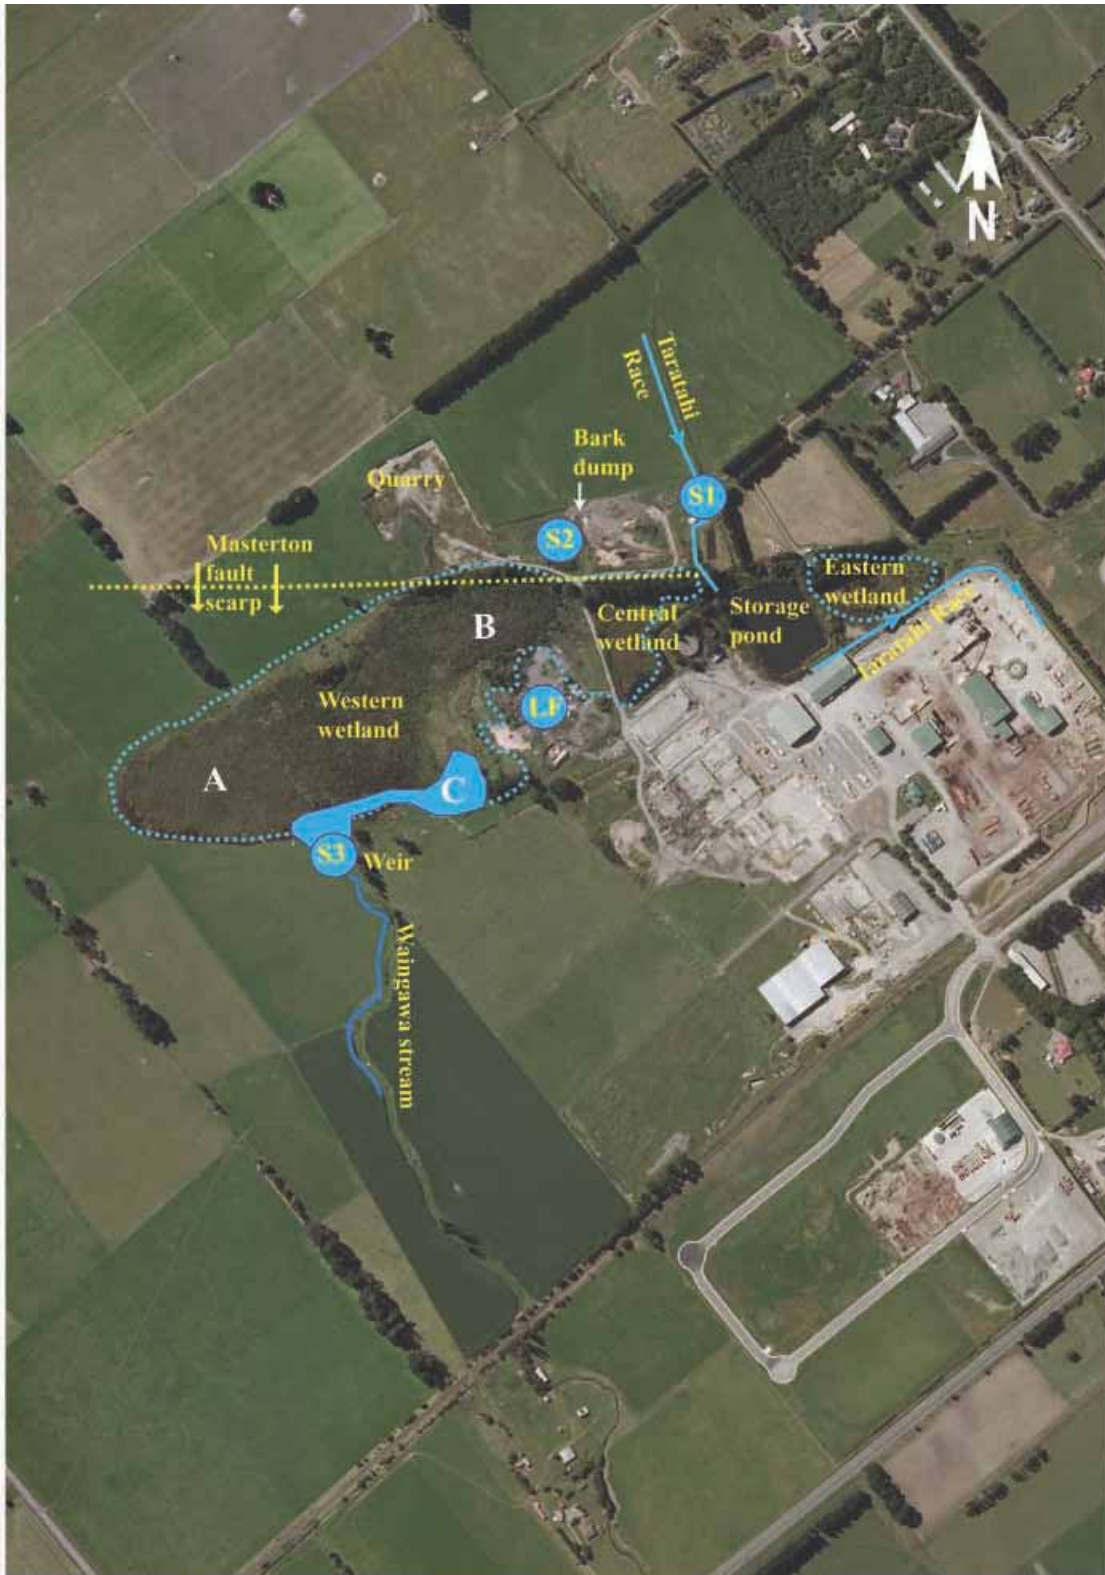 N
Taratahi
Race
Bark
dump
Quarry
S1
S2
Masterton
fault
scarp
Eastern
wetland
Central
wetland
Storage
pond
B
Taratahi Race
Western
wetland
LF
A
C
S3
Weir
Waingawa stream